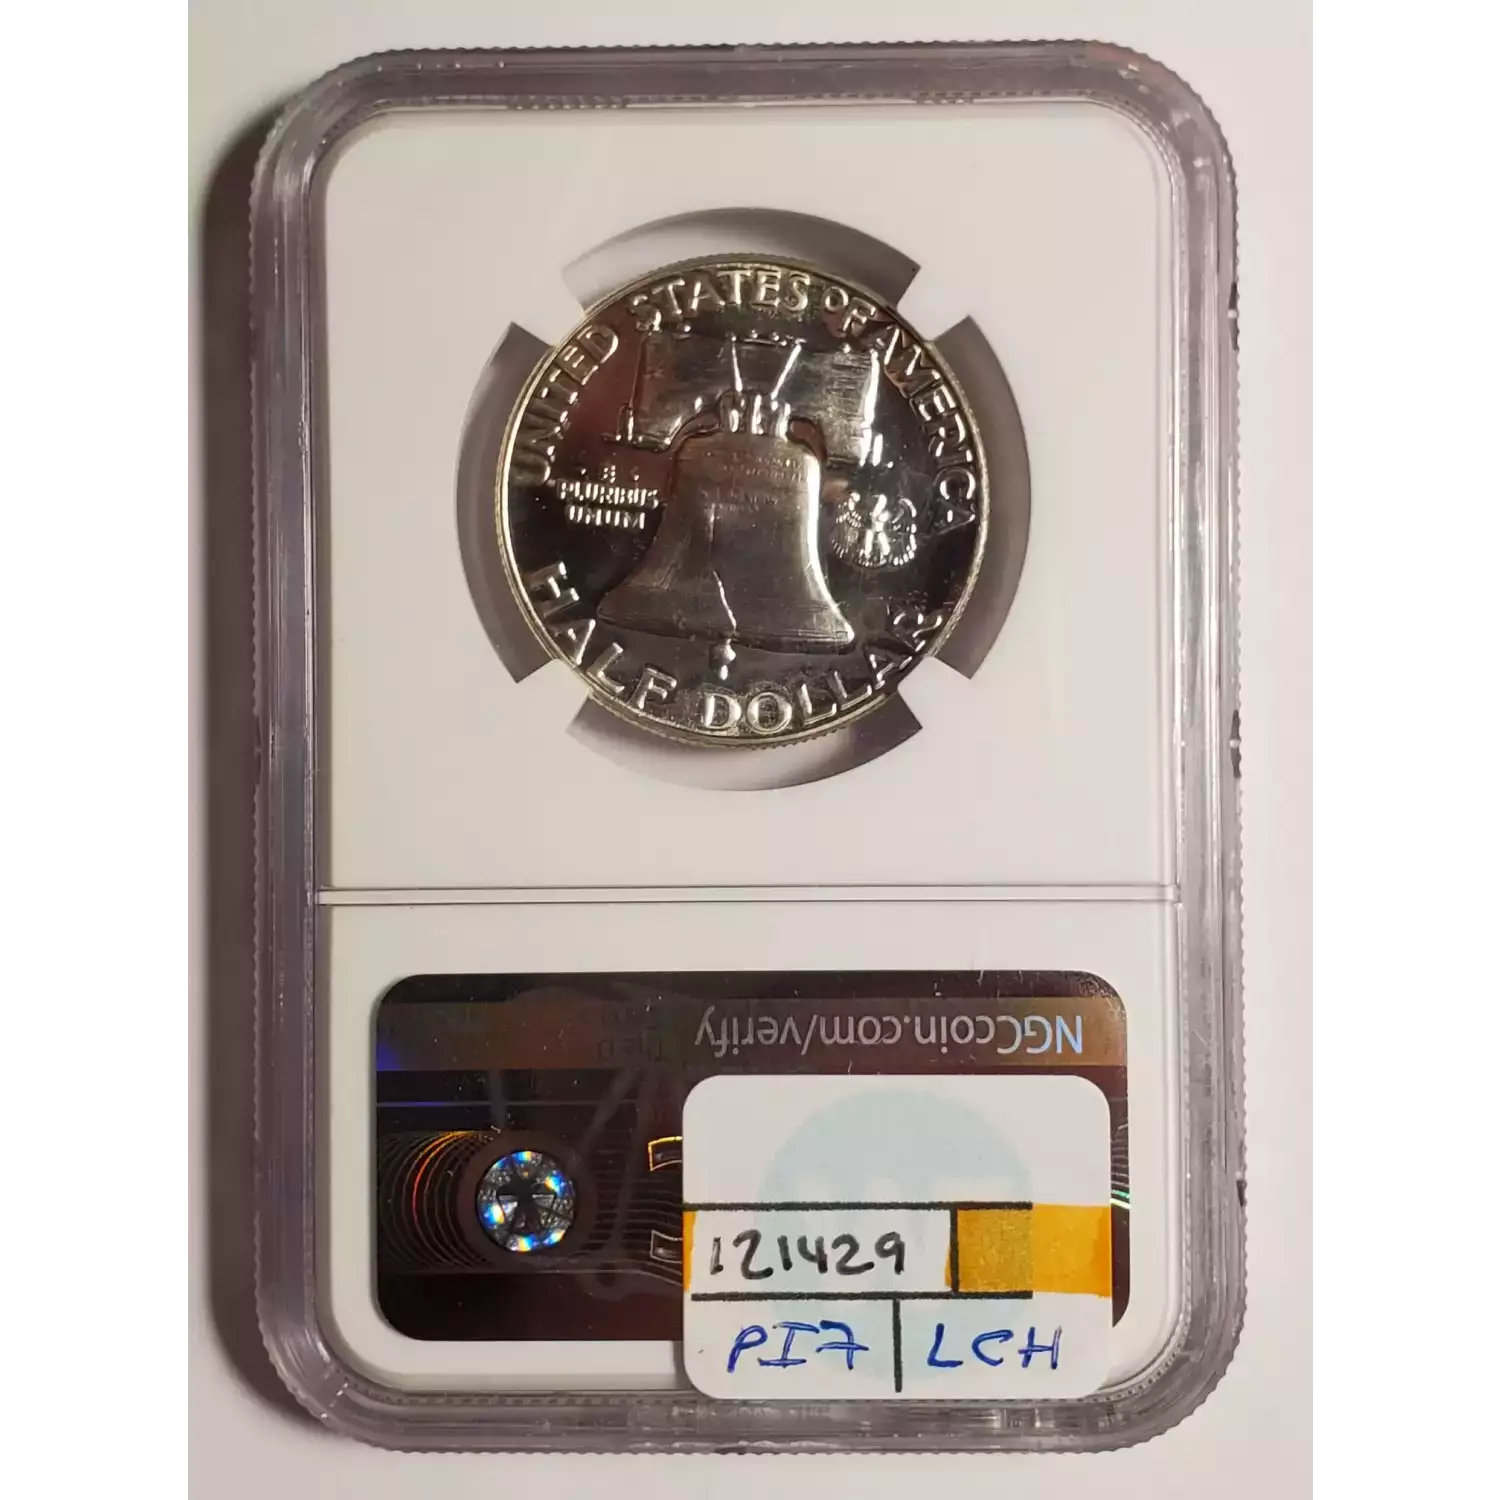 UNITED STATES OF AMERICA
PLURIBUS
UNUM
HALF DOLLAR
NGCcoin.com/verify
121429
PI7 LCH